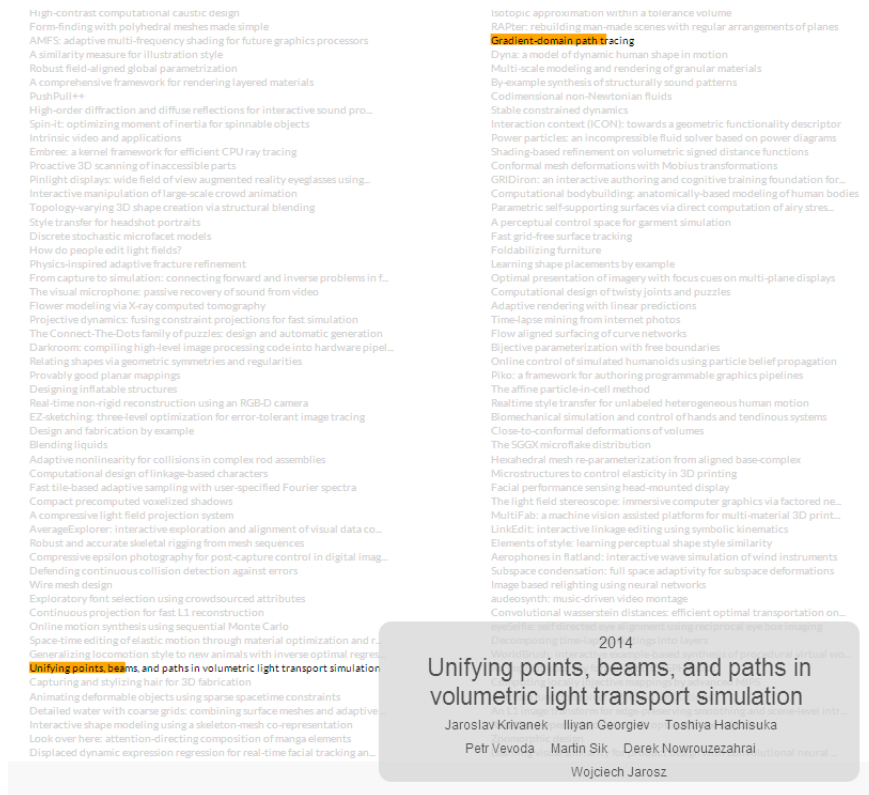 High-contrast computational caustic design
Form-finding with polyhedral meshes made simple
AMFS: adaptive multi-frequency shading for future graphics processors
A similarity measure for illustration style
Robust field-aligned global parametrization
A comprehensive framework for rendering layered materials
PushPull++
High-order diffraction and diffuse reflections for interactive sound pro...
Spin-it: optimizing moment of inertia for spinnable objects
Intrinsic video and applications
Embree: a kernel framework for efficient CPU ray tracing
Proactive 3D scanning of inaccessible parts
Pinlight displays: wide field of view augmented reality eyeglasses using...
Interactive manipulation of large-scale crowd animation
Topology-varying 3D shape creation via structural blending
Style transfer for headshot portraits
Discrete stochastic microfacet models
How do people edit light fields?
Physics-inspired adaptive fracture refinement
From capture to simulation: connecting forward and inverse problems in f...
The visual microphone: passive recovery of sound from video
Flower modeling via X-ray computed tomography
Projective dynamics: fusing constraint projections for fast simulation
The Connect-The-Dots family of puzzles: design and automatic generation
Darkroom: compiling high-level image processing code into hardware pipel...
Relating shapes via geometric symmetries and regularities
Provably good planar mappings
Designing inflatable structures
Real-time non-rigid reconstruction using an RGB-D camera
EZ-sketching: three-level optimization for error-tolerant image tracing
Design and fabrication by example
Blending liquids
Adaptive nonlinearity for collisions in complex rod assemblies
Computational design of linkage-based characters
Fast tile-based adaptive sampling with user-specified Fourier spectra
Compact precomputed voxelized shadows
A compressive light field projection system
AverageExplorer: interactive exploration and alignment of visual data co...
Robust and accurate skeletal rigging from mesh sequences
Compressive epsilon photography for post-capture control in digital imag...
Defending continuous collision detection against errors
Wire mesh design
Exploratory font selection using crowdsourced attributes
Continuous projection for fast L1 reconstruction
Online motion synthesis using sequential Monte Carlo
Space-time editing of elastic motion through material optimization and r...
Generalizing locomotion style to new animals with inverse optimal regres...
Unifying points, beams, and paths in volumetric light transport simulation
Capturing and stylizing hair for 3D fabrication
Animating deformable objects using sparse spacetime constraints
Detailed water with coarse grids: combining surface meshes and adaptive...
Interactive shape modeling using a skeleton-mesh co-representation
Look over here: attention-directing composition of manga elements
Displaced dynamic expression regression for real-time facial tracking an...
Isotopic approximation within a tolerance volume
RAPter: rebuilding man-made scenes with regular arrangements of planes
Gradient-domain path tracing
Dyna: a model of dynamic human shape in motion
Multi-scale modeling and rendering of granular materials
By-example synthesis of structurally sound patterns
Codimensional non-Newtonian fluids
Stable constrained dynamics
Interaction context (ICON): towards a geometric functionality descriptor
Power particles: an incompressible fluid solver based on power diagrams
Shading-based refinement on volumetric signed distance functions
Conformal mesh deformations with Mobius transformations
GRIDiron: an interactive authoring and cognitive training foundation for...
Computational bodybuilding: anatomically-based modeling of human bodies
Parametric self-supporting surfaces via direct computation of airy stres...
A perceptual control space for garment simulation
Fast grid-free surface tracking
Foldabilizing furniture
Learning shape placements by example
Optimal presentation of imagery with focus cues on multi-plane displays
Computational design of twisty joints and puzzles
Adaptive rendering with linear predictions
Time-lapse mining from internet photos
Flow aligned surfacing of curve networks
Bijective parameterization with free boundaries
Online control of simulated humanoids using particle belief propagation
Piko: a framework for authoring programmable graphics pipelines
The affine particle-in-cell method
Realtime style transfer for unlabeled heterogeneous human motion
Biomechanical simulation and control of hands and tendinous systems
Close-to-conformal deformations of volumes
The SGGX microflake distribution
Hexahedral mesh re-parameterization from aligned base-complex
Microstructures to control elasticity in 3D printing
Facial performance sensing head-mounted display
The light field stereoscope: immersive computer graphics via factored ne...
MultiFab: a machine vision assisted platform for multi-material 3D print...
LinkEdit: interactive linkage editing using symbolic kinematics
Elements of style: learning perceptual shape style similarity
Aerophones in flatland: interactive wave simulation of wind instruments
Subspace condensation: full space adaptivity for subspace deformations
Image based relighting using neural networks
audeosynth: music-driven video montage
Convolutional wasserstein distances: efficient optimal transportation on...
eyeSelfie: self directed eye alignment using reciprocal eye box imaging
2014
Unifying points, beams, and paths in
volumetric light transport simulation
Jaroslav Krivanek Iliyan Georgiev Toshiya Hachisuka
Petr Vevoda Martin Sik Derek Nowrouzezahrai
Wojciech Jarosz